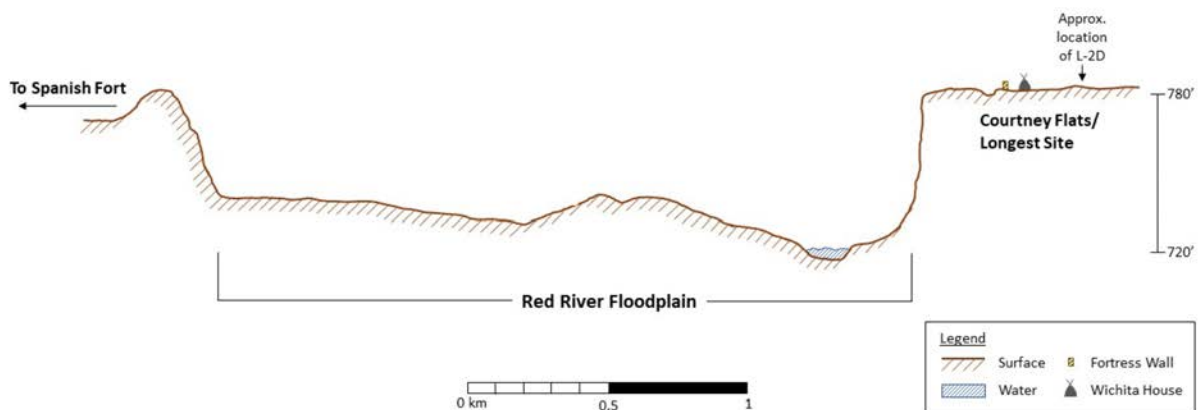 Approx.
location
of L-2D
To Spanish Fort
780'
Courtney Flats/
Longest Site
720'
Red River Floodplain
Legend
Surface
Fortress Wall
Water
Wichita House
0 km
0.5
1